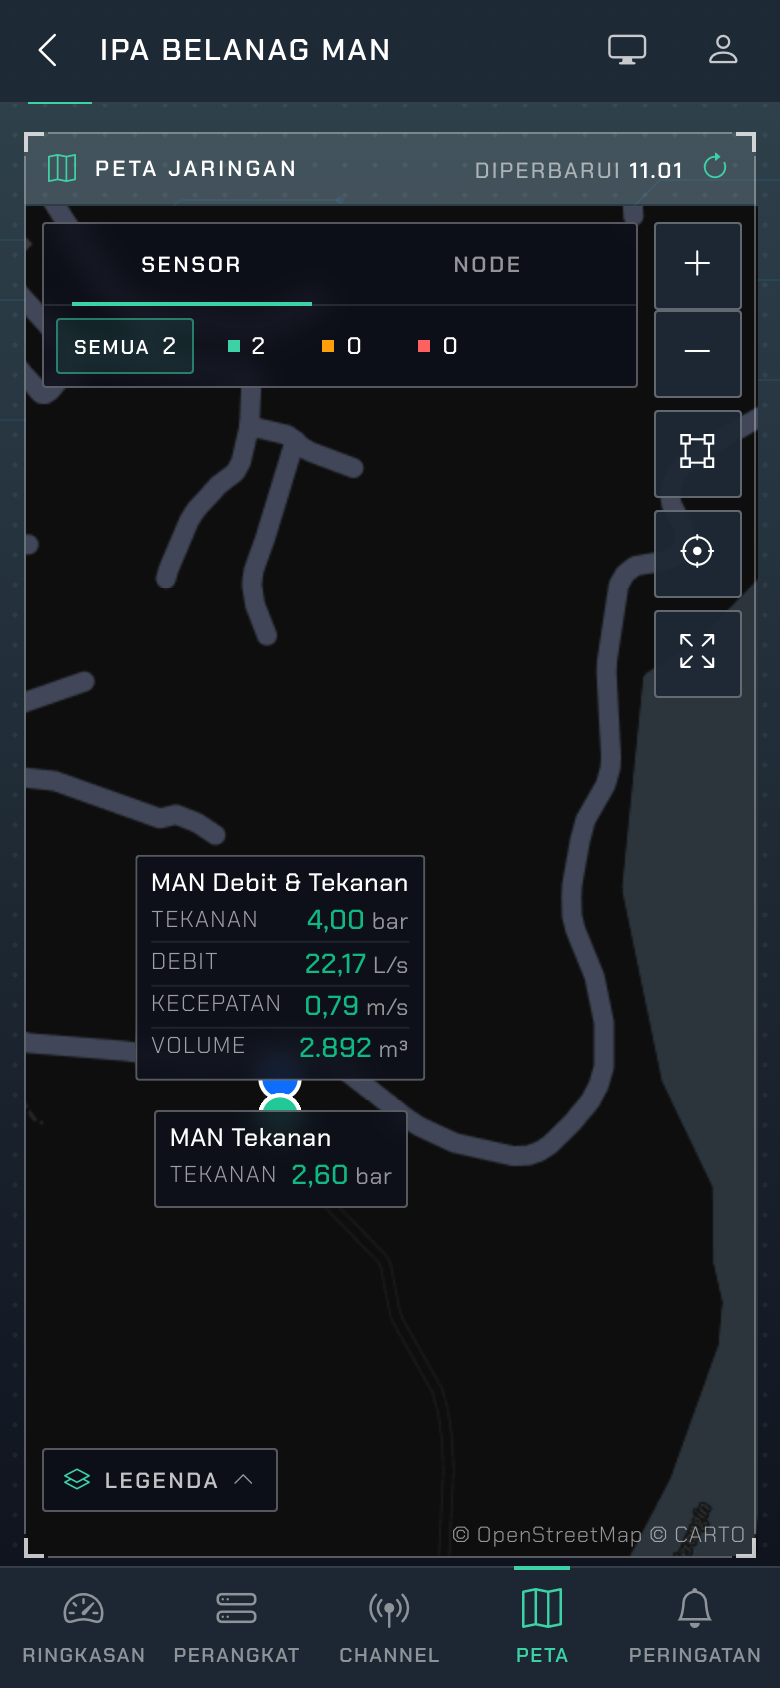 IPA BELANAG MAN
PETA JARINGAN
DIPERBARUI 11.01
SENSOR
NODE
SEMUA 2
2
0
0
MAN Debit & Tekanan
TEKANAN 4,00 bar
DEBIT 22,17 L/s
KECEPATAN 0,79 m/s
VOLUME 2.892 m³
MAN Tekanan
TEKANAN 2,60 bar
LEGENDA
© OpenStreetMap © CARTO
RINGKASAN
PERANGKAT
CHANNEL
PETA
PERINGATAN